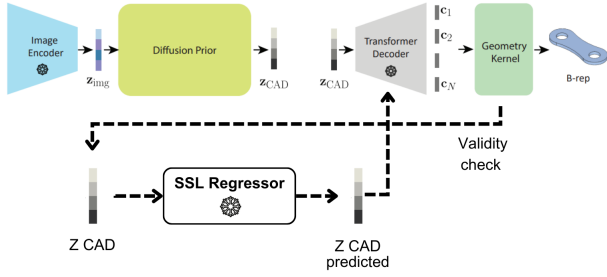 Image
Encoder
z_img
Diffusion Prior
z_CAD
z_CAD
Transformer
Decoder
c_1
c_2
c_N
Geometry
Kernel
B-rep
Validity
check
SSL Regressor
Z CAD
Z CAD
predicted